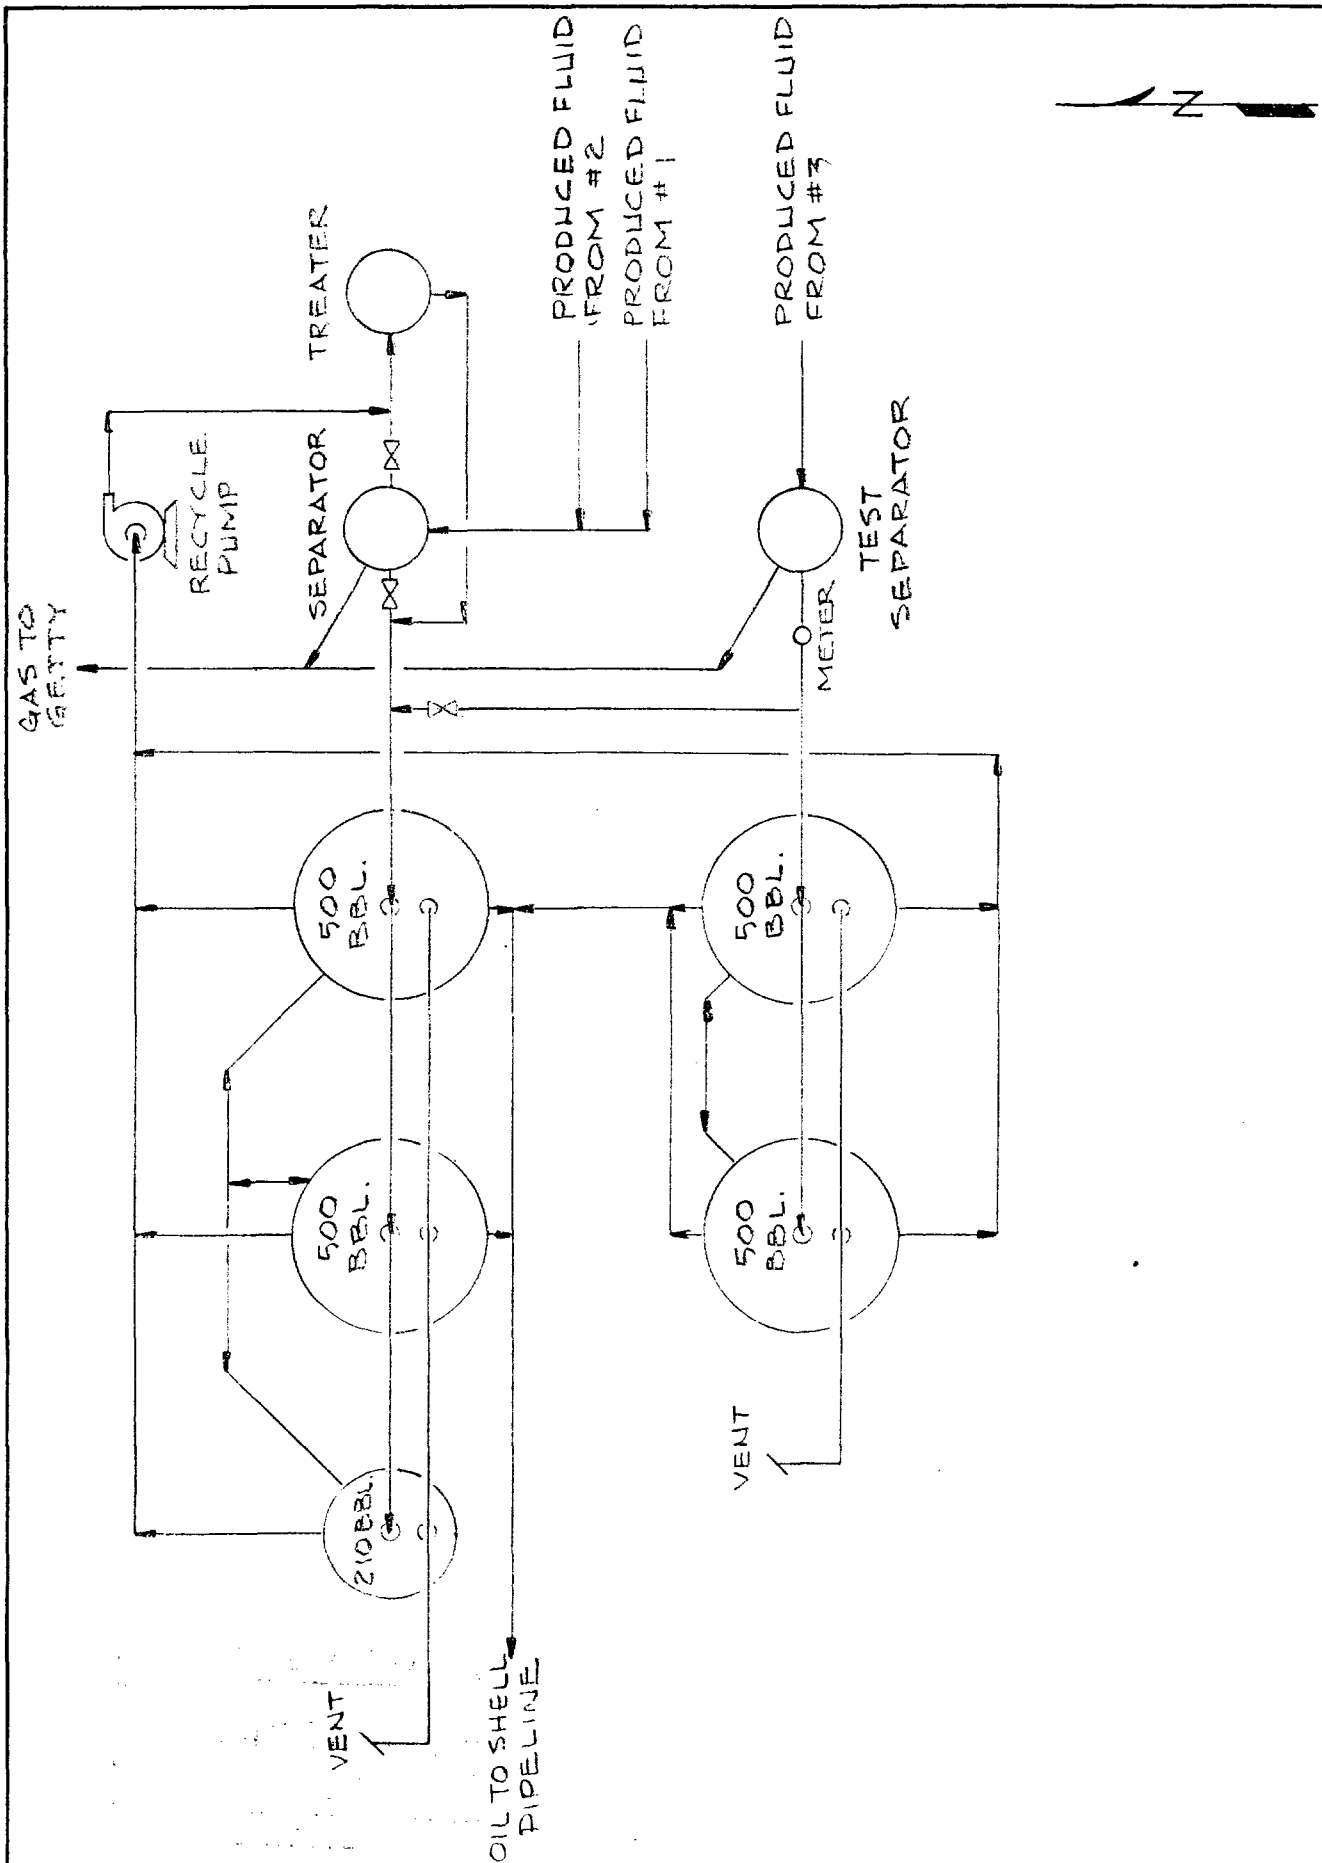 GAS TO
GETTY
RECYCLE
PUMP
SEPARATOR
TREATER
PRODUCED FLUID
FROM #2
PRODUCED FLUID
FROM #1
PRODUCED FLUID
FROM #3
N
TEST
SEPARATOR
METER
500
BBL.
500
BBL.
500
BBL.
500
BBL.
210 BBL.
VENT
VENT
OIL TO SHELL
PIPELINE